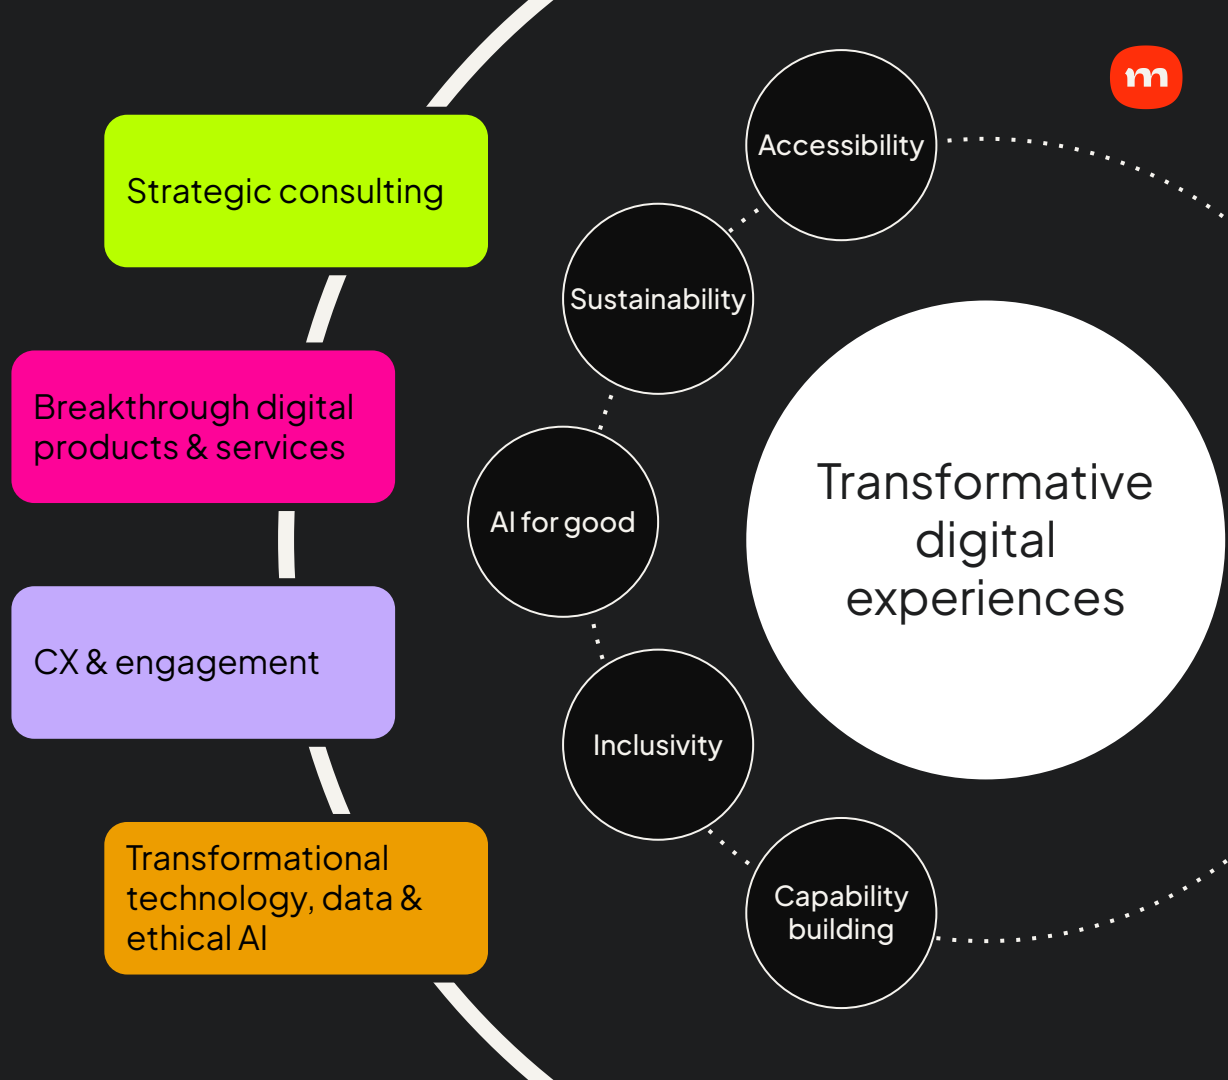 m
Strategic consulting
Breakthrough digital
products & services
CX & engagement
Transformational
technology, data &
ethical AI
Accessibility
Sustainability
AI for good
Inclusivity
Capability
building
Transformative
digital
experiences